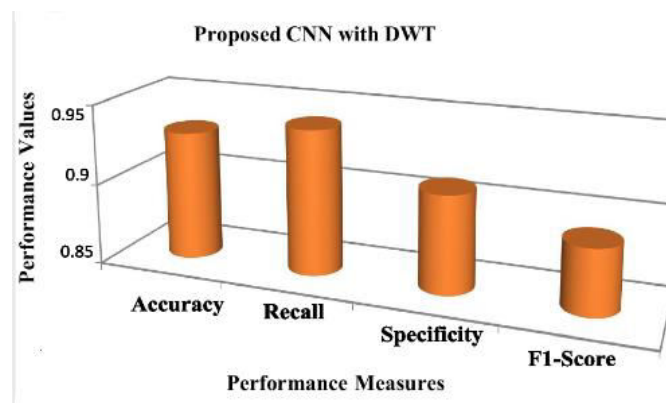 Proposed CNN with DWT
Performance Values
0.95
0.9
0.85
Accuracy
Recall
Specificity
F1-Score
Performance Measures